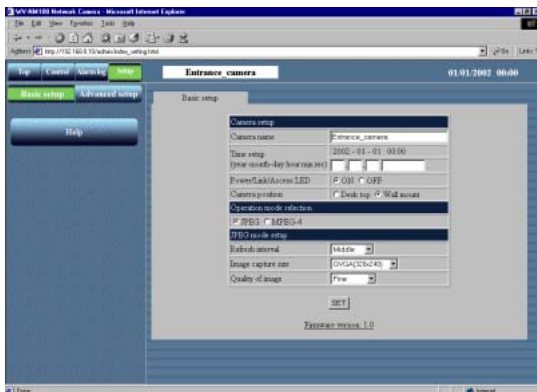 WV-NM100 Network Camera - Microsoft Internet Explorer
File Edit View Favorites Tools Help
Links
Top Control Alarm log Setup
Entrance_camera
01/01/2002 00:00
Basic setup Advanced setup
Help
Basic setup
Camera setup
Camera name Entrance_camera
Time setup 2002 - 01 - 01 00:00
(year-month-day hour:min:sec)
Power/Link/Access LED ON OFF
Camera position Desk top Wall mount
Operation mode selection
JPEG MPEG-4
JPEG mode setup
Refresh interval Middle
Image capture size QVGA(320x240)
Quality of image Fine
SET
Firmware version: 1.0
Done
Internet